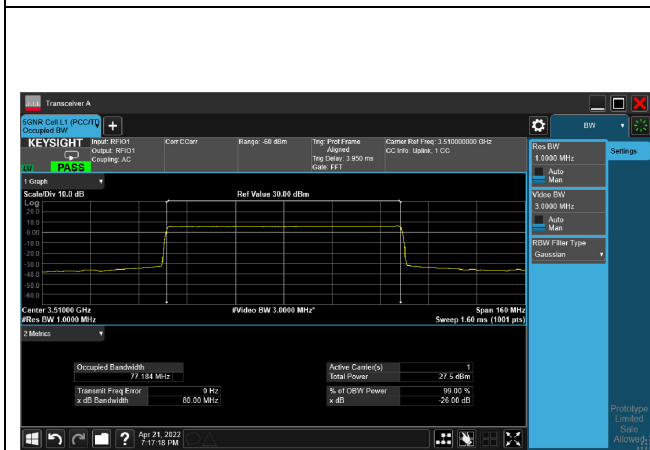 Transceiver A
5GNR Cell L1 (PCC/T)
Occupied BW
KEYSIGHT
Input: RFIO1
Output: RFIO1
Coupling: AC
Corr CCorr
Range: -50 dBm
Trig: Prot Frame
Aligned
Trig Delay: 3.950 ms
Gate: FFT
Carrier Ref Freq: 3.510000000 GHz
CC Info: Uplink, 1 CC
PASS
1 Graph
Scale/Div 10.0 dB
Ref Value 30.00 dBm
Log
20.0
10.0
0.00
-10.0
-20.0
-30.0
-40.0
-50.0
-60.0
Center 3.51000 GHz
#Video BW 3.0000 MHz*
Span 160 MHz
#Res BW 1.0000 MHz
Sweep 1.60 ms (1001 pts)
2 Metrics
Occupied Bandwidth
77.184 MHz
Active Carrier(s) 1
Total Power 27.5 dBm
Transmit Freq Error 0 Hz
x dB Bandwidth 80.00 MHz
% of OBW Power 99.00 %
x dB -26.00 dB
Apr 21, 2022
7:17:18 PM
BW
Res BW
1.0000 MHz
Auto
Man
Video BW
3.0000 MHz
Auto
Man
RBW Filter Type
Gaussian
Settings
Prototype
Limited
Sale
Allowed